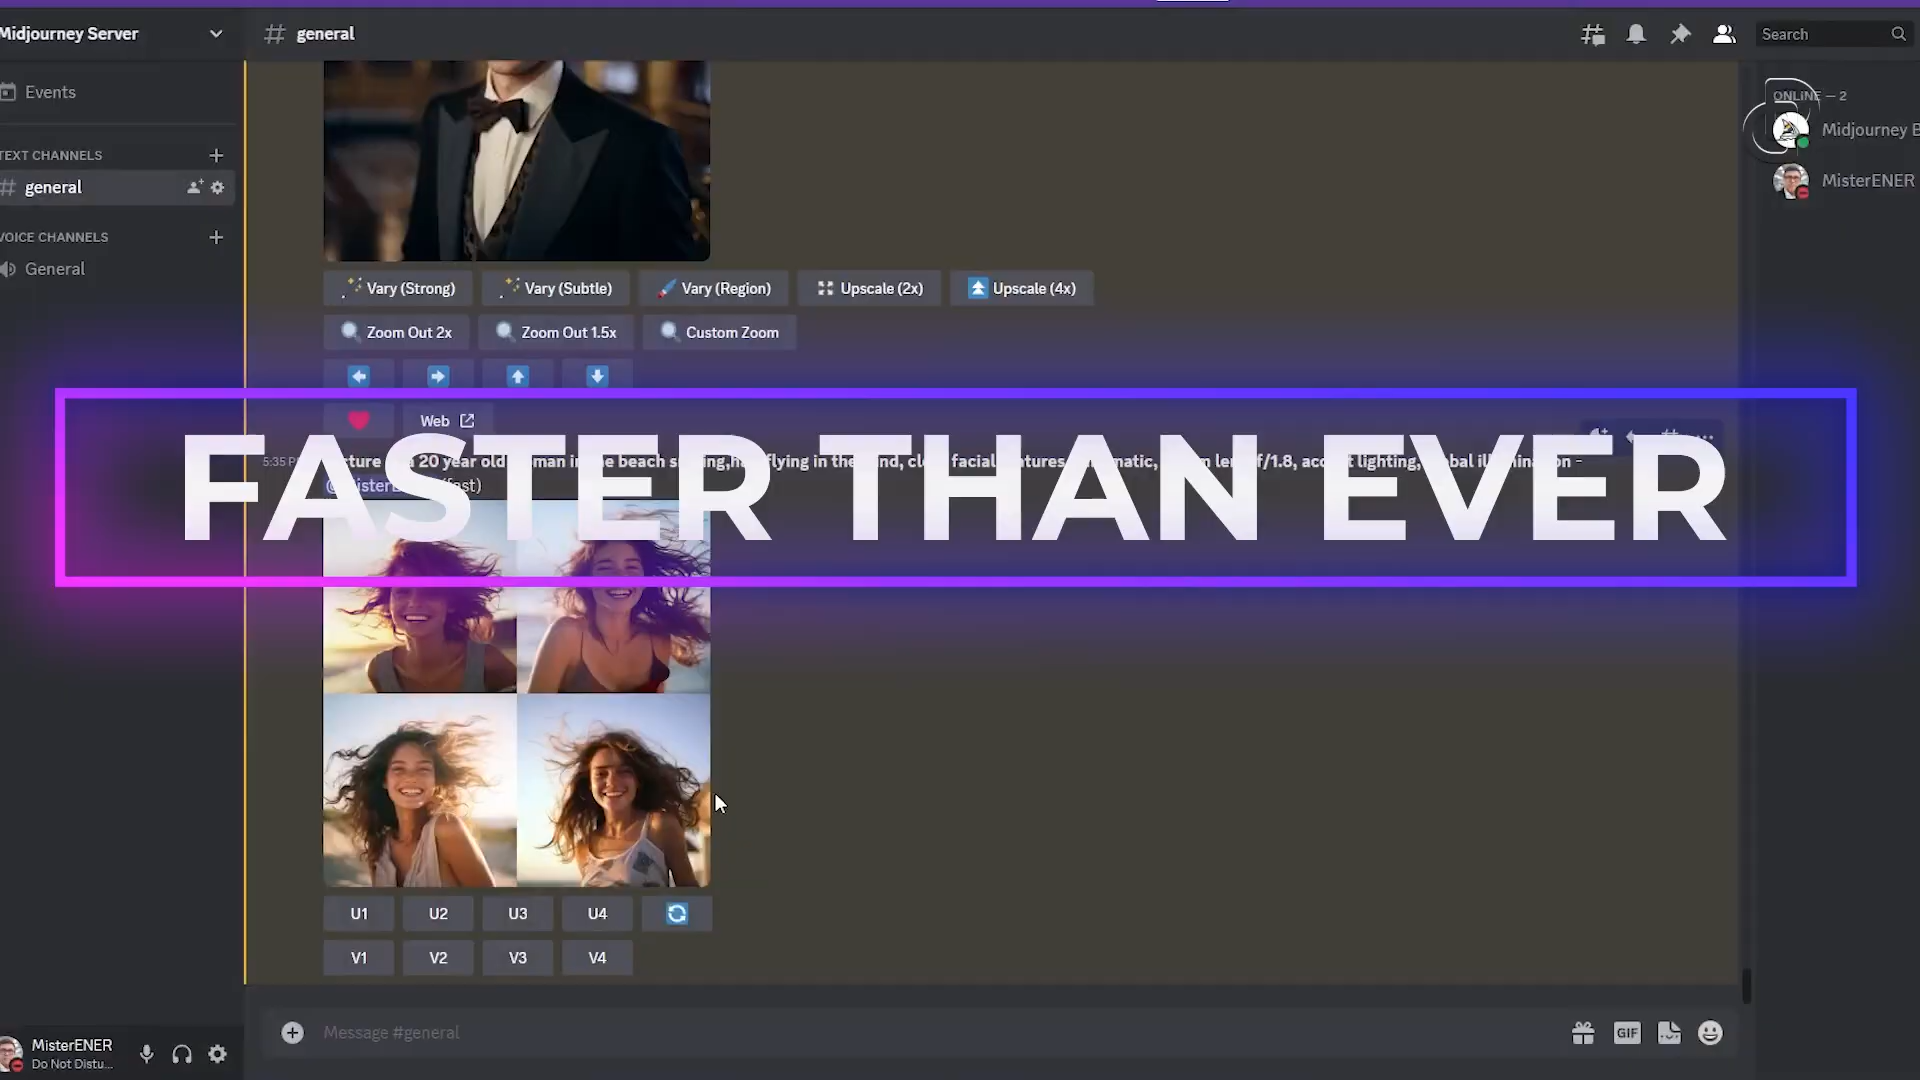 Midjourney Server
general
Search
Events
ONLINE — 2
Midjourney
MisterENER
TEXT CHANNELS
general
VOICE CHANNELS
General
Vary (Strong)
Vary (Subtle)
Vary (Region)
Upscale (2x)
Upscale (4x)
Zoom Out 2x
Zoom Out 1.5x
Custom Zoom
Web
FASTER THAN EVER
5:35 20 year old beach flying in the facial lighting,
(fast)
U1
U2
U3
U4
V1
V2
V3
V4
Message #general
GIF
MisterENER
Do Not Distu...